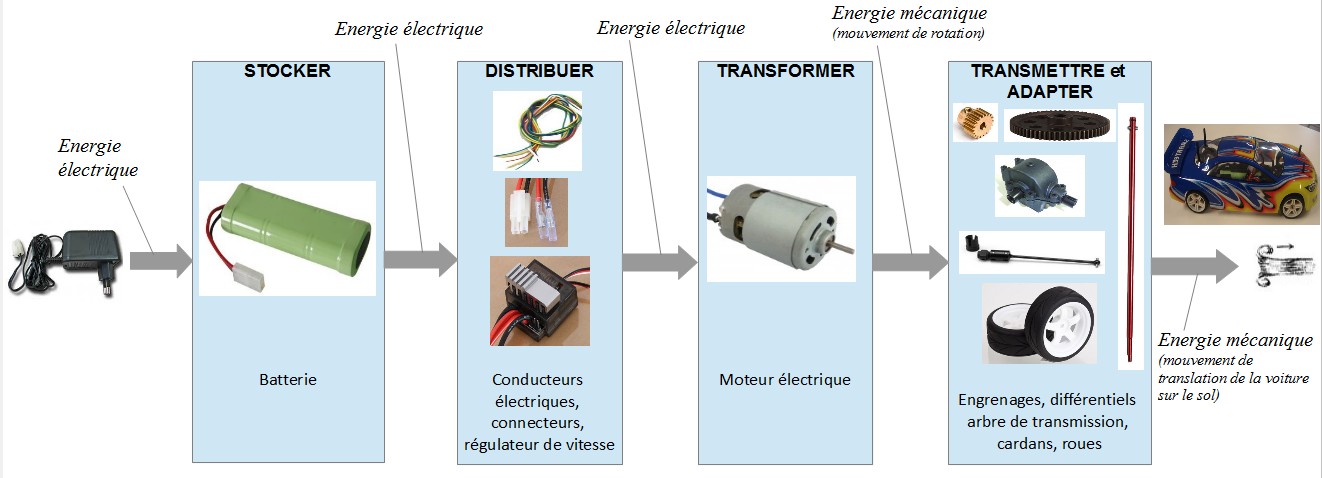 Energie
électrique
STOCKER
Batterie
Energie électrique
DISTRIBUER
Conducteurs
électriques,
connecteurs,
régulateur de vitesse
Energie électrique
TRANSFORMER
Moteur électrique
Energie mécanique
(mouvement de rotation)
TRANSMETTRE et
ADAPTER
Engrenages, différentiels
arbre de transmission,
cardans, roues
Energie mécanique
(mouvement de
translation de la voiture
sur le sol)